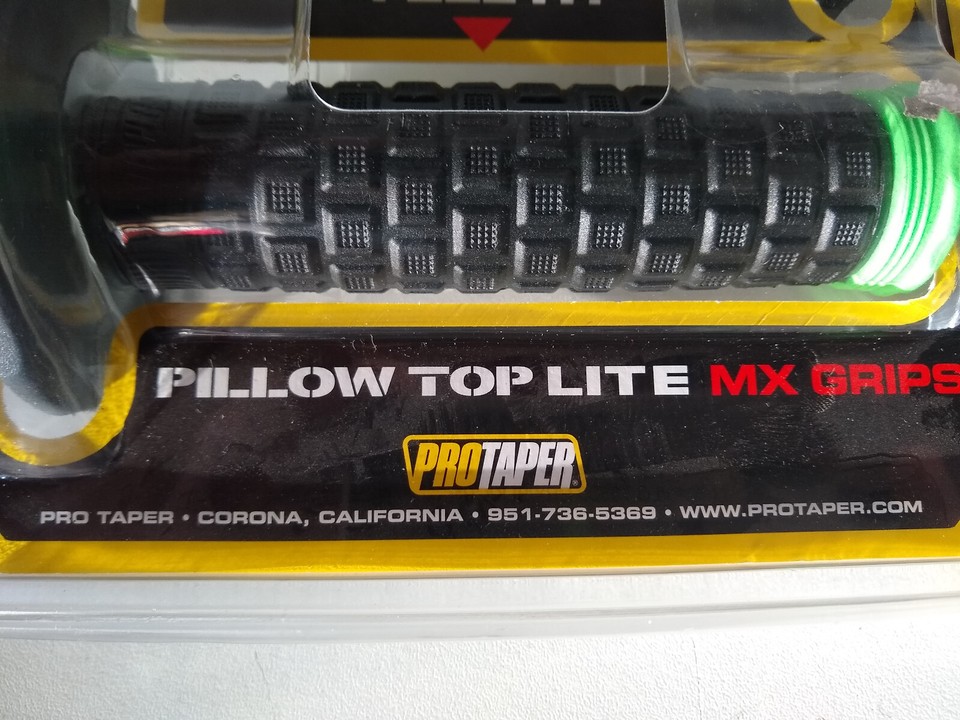 PILLOW TOP LITE MX GRIPS
PROTAPER
PRO TAPER • CORONA, CALIFORNIA • 951-736-5369 • WWW.PROTAPER.COM